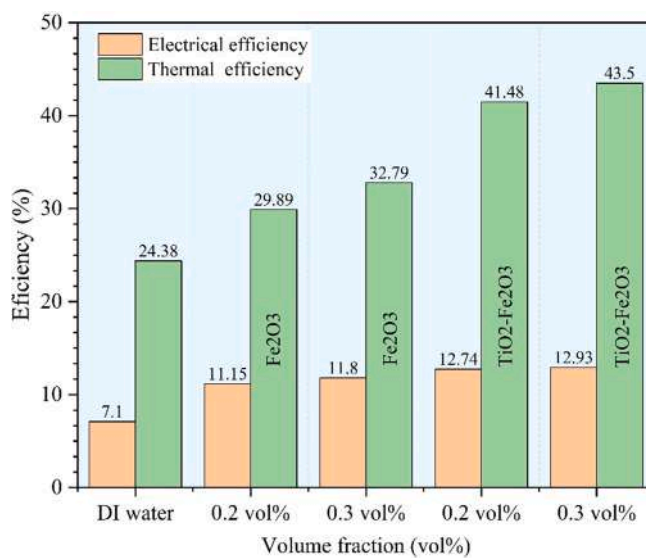 50
40
30
20
10
0
Eficiency (%)
Electrical efficiency
Thermal efficiency
7.1
24.38
11.15
29.89
Fe2O3
11.8
32.79
Fe2O3
12.74
41.48
TiO2-Fe2O3
12.93
43.5
TiO2-Fe2O3
DI water
0.2 vol%
0.3 vol%
0.2 vol%
0.3 vol%
Volume fraction (vol%)